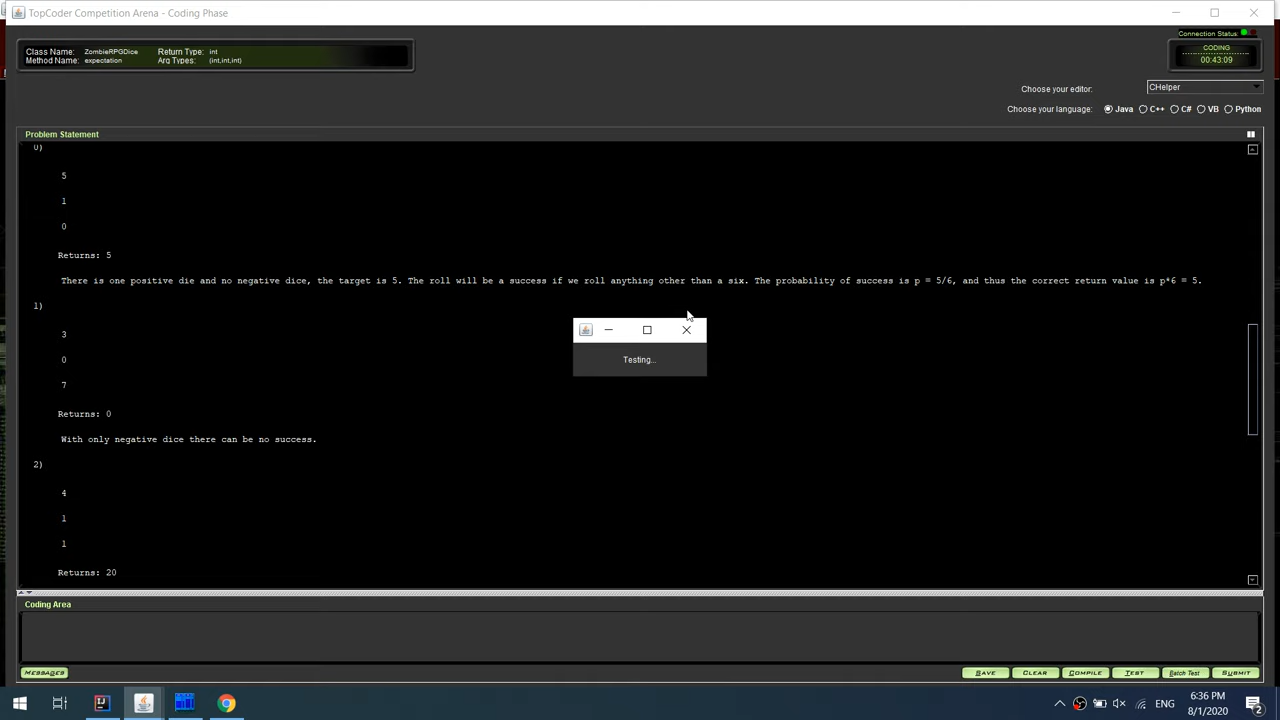 TopCoder Competition Arena - Coding Phase
Connection Status:
Class Name: ZombieRPGDice Return Type: int
Method Name: expectation Arg Types: (int,int,int)
CODING
00:43:09
Choose your editor: CHelper
Choose your language: Java C++ C# VB Python
Problem Statement
0)
5
1
0
Returns: 5
There is one positive die and no negative dice, the target is 5. The roll will be a success if we roll anything other than a six. The probability of success is p = 5/6, and thus the correct return value is p*6 = 5.
1)
3
0
7
Returns: 0
With only negative dice there can be no success.
2)
4
1
1
Returns: 20
Testing...
Coding Area
MESSAGES SAVE CLEAR COMPILE TEST Batch Test SUBMIT
ENG
6:36 PM
8/1/2020
2